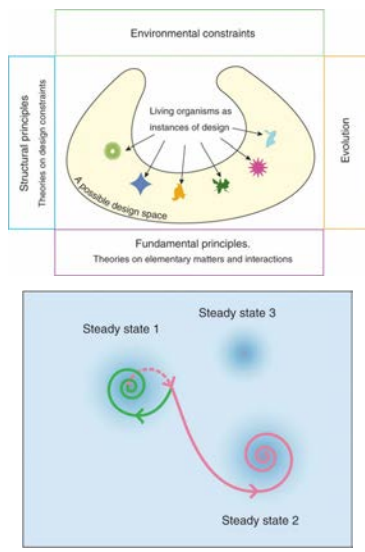 Environmental constraints
Structural principles
Theories on design constraints
Living organisms as
instances of design
A possible design space
Evolution
Fundamental principles.
Theories on elementary matters and interactions
Steady state 3
Steady state 1
Steady state 2